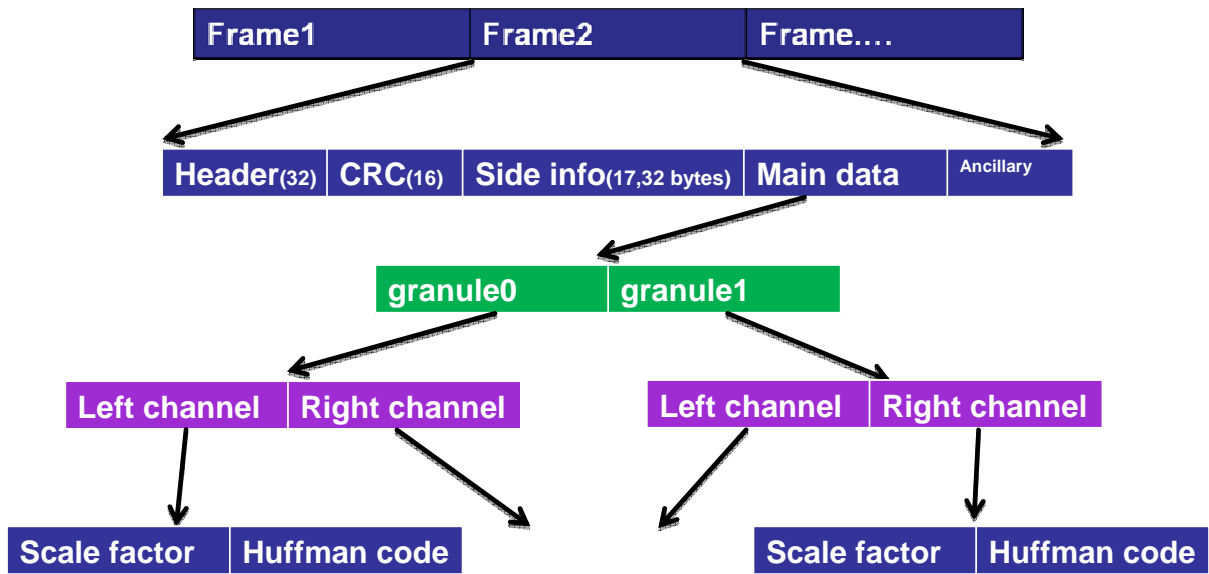 Frame1 Frame2 Frame....
Header(32) CRC(16) Side info(17,32 bytes) Main data Ancillary
granule0 granule1
Left channel Right channel Left channel Right channel
Scale factor Huffman code Scale factor Huffman code